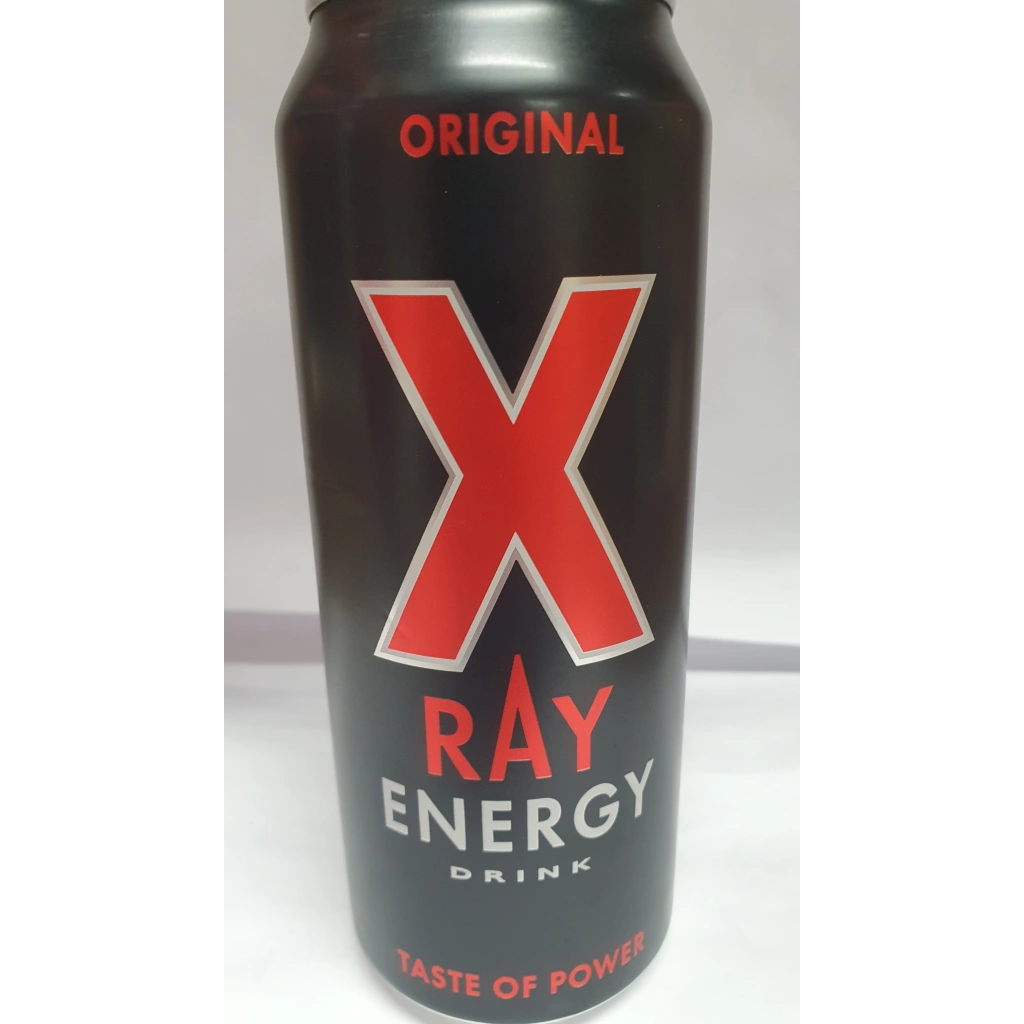 ORIGINAL
X
RAY
ENERGY
DRINK
TASTE OF POWER